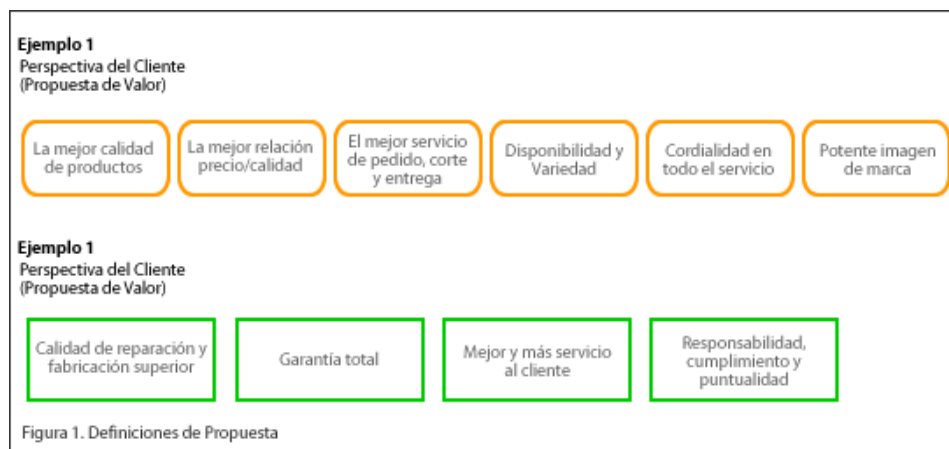 Ejemplo 1
Perspectiva del Cliente
(Propuesta de Valor)
La mejor calidad
de productos
La mejor relación
precio/calidad
El mejor servicio
de pedido, corte
y entrega
Disponibilidad y
Variedad
Cordialidad en
todo el servicio
Potente imagen
de marca
Ejemplo 1
Perspectiva del Cliente
(Propuesta de Valor)
Calidad de reparación y
fabricación superior
Garantía total
Mejor y más servicio
al cliente
Responsabilidad,
cumplimiento y
puntualidad
Figura 1. Definiciones de Propuesta